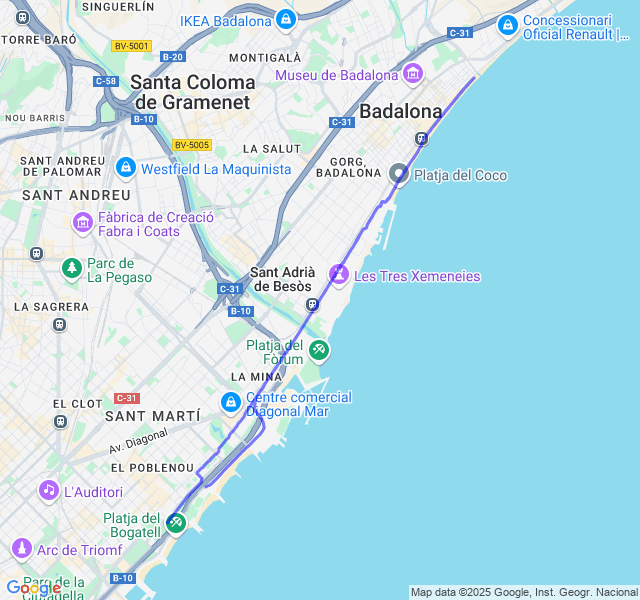 SINGUERLÍN
IKEA Badalona
Concessionari
Oficial Renault |...
TORRE BARÓ
BV-5001
B-20
C-31
MONTIGALÀ
C-58
Santa Coloma
de Gramenet
Museu de Badalona
NOU BARRIS
B-10
C-31
Badalona
BV-5005
LA SALUT
SANT ANDREU
DE PALOMAR
Westfield La Maquinista
GORG,
BADALONA
Platja del Coco
SANT ANDREU
Fàbrica de Creació
Fabra i Coats
Parc de
La Pegaso
Sant Adrià
de Besòs
Les Tres Xemeneies
C-31
LA SAGRERA
B-10
Platja del
Fòrum
LA MINA
C-31
EL CLOT
Centre comercial
Diagonal Mar
SANT MARTÍ
Av. Diagonal
EL POBLENOU
L'Auditori
Platja del
Bogatell
Arc de Triomf
B-10
Parc de la
Ciutadella
Google
Map data ©2025 Google, Inst. Geogr. Nacional